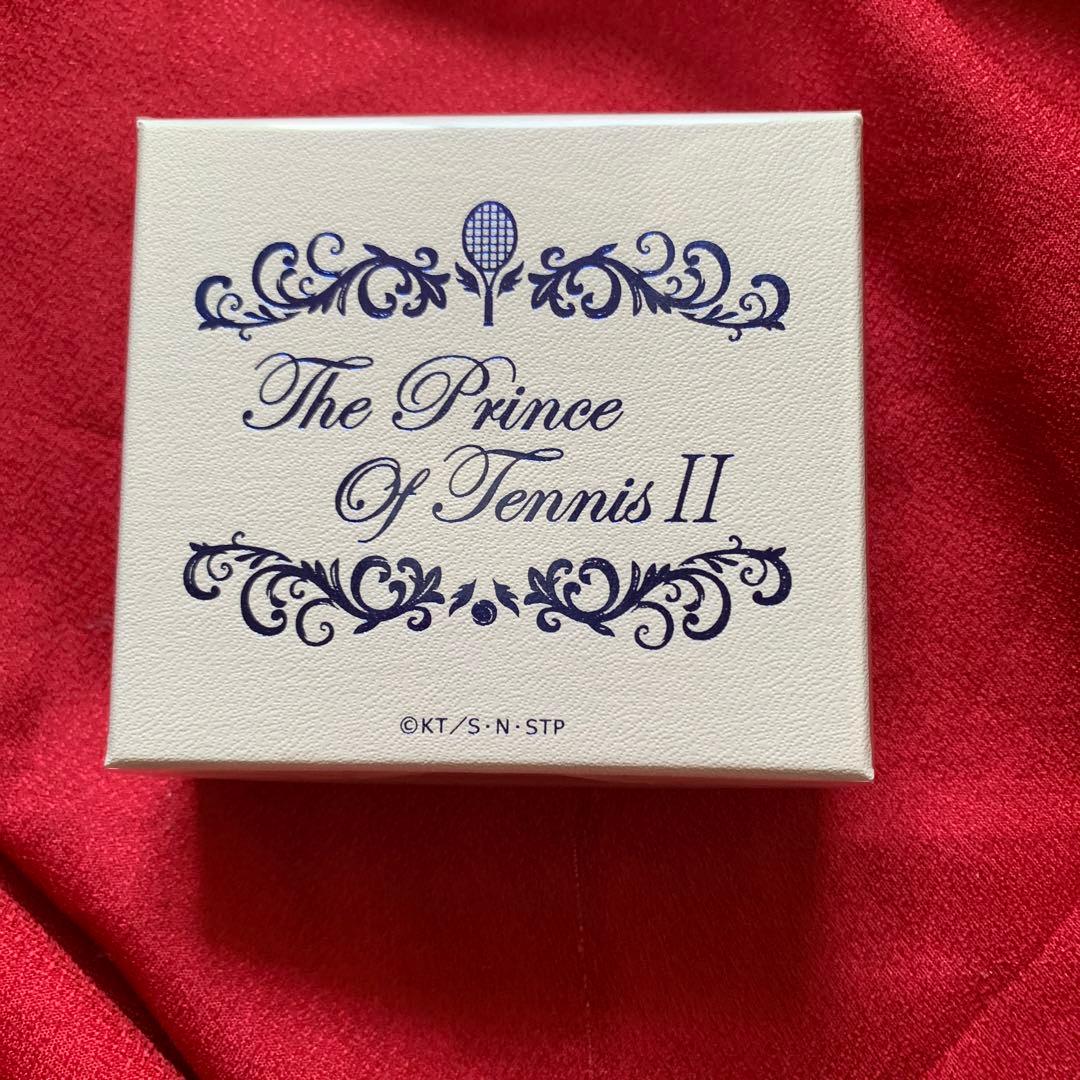 The Prince
Of Tennis II
©KT/S・N・STP